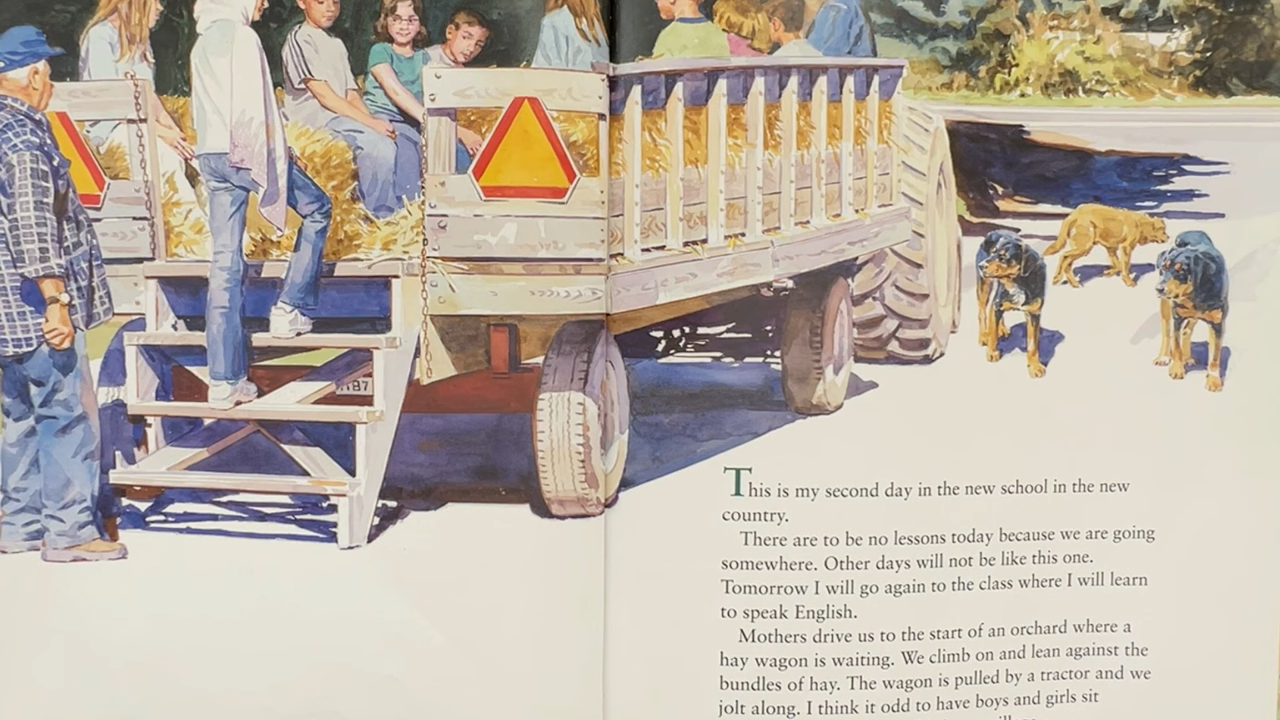 This is my second day in the new school in the new
country.
There are to be no lessons today because we are going
somewhere. Other days will not be like this one.
Tomorrow I will go again to the class where I will learn
to speak English.
Mothers drive us to the start of an orchard where a
hay wagon is waiting. We climb on and lean against the
bundles of hay. The wagon is pulled by a tractor and we
jolt along. I think it odd to have boys and girls sit